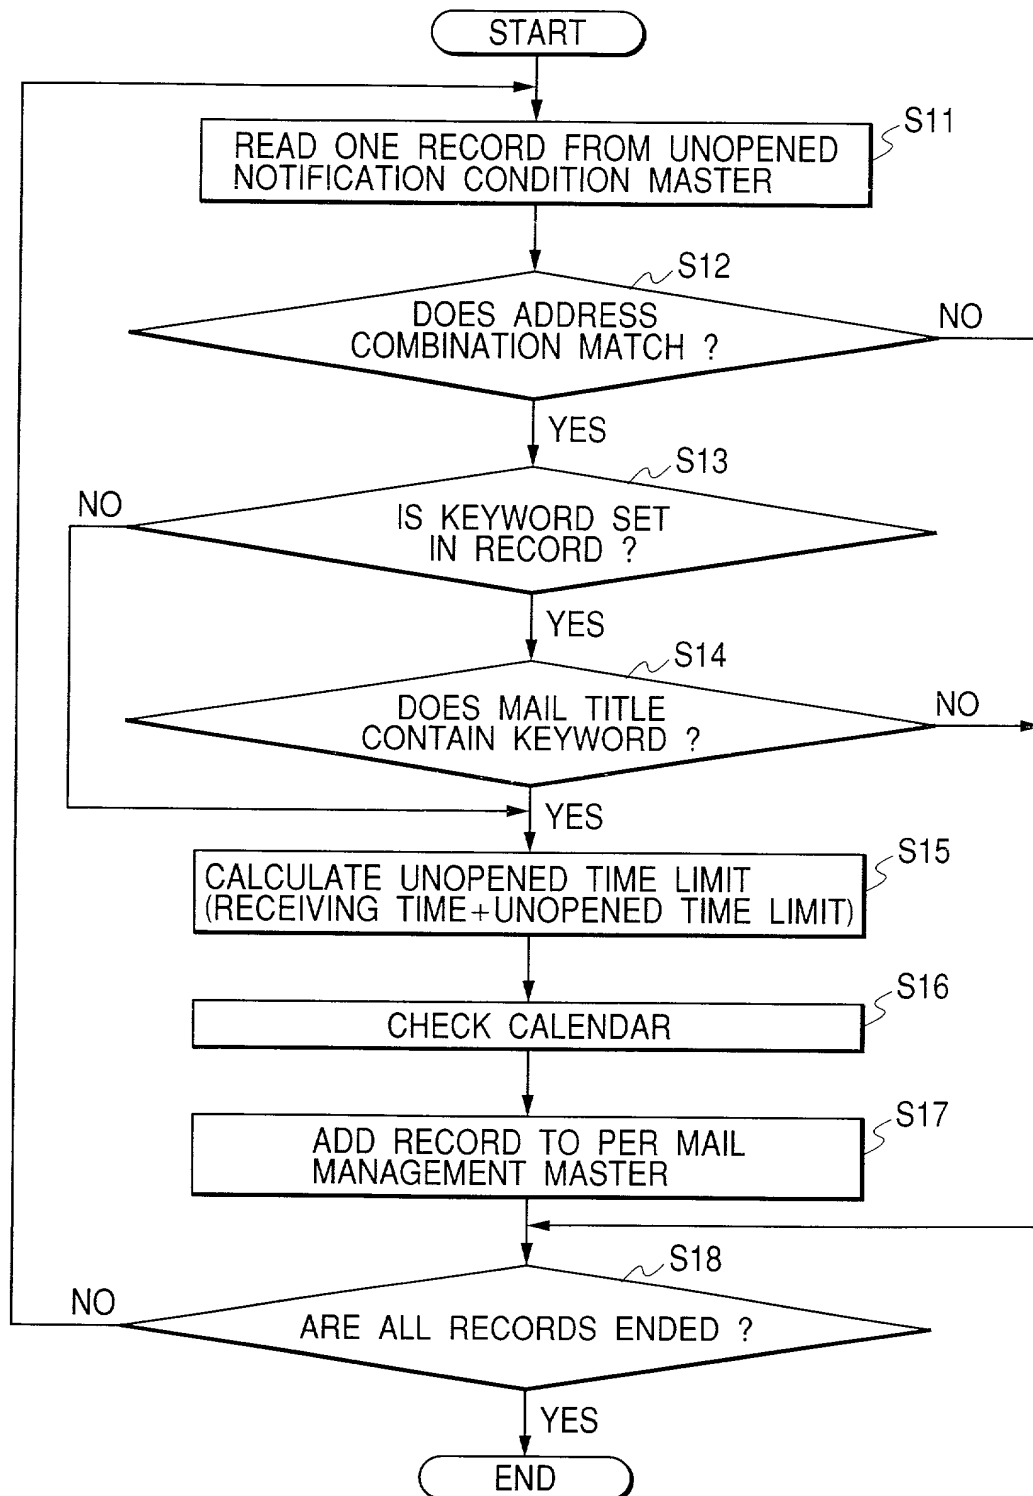 START
S11
READ ONE RECORD FROM UNOPENED
NOTIFICATION CONDITION MASTER
S12
DOES ADDRESS
COMBINATION MATCH ?
NO
YES
S13
NO
IS KEYWORD SET
IN RECORD ?
YES
S14
DOES MAIL TITLE
CONTAIN KEYWORD ?
NO
YES
S15
CALCULATE UNOPENED TIME LIMIT
(RECEIVING TIME+UNOPENED TIME LIMIT)
S16
CHECK CALENDAR
S17
ADD RECORD TO PER MAIL
MANAGEMENT MASTER
S18
NO
ARE ALL RECORDS ENDED ?
YES
END